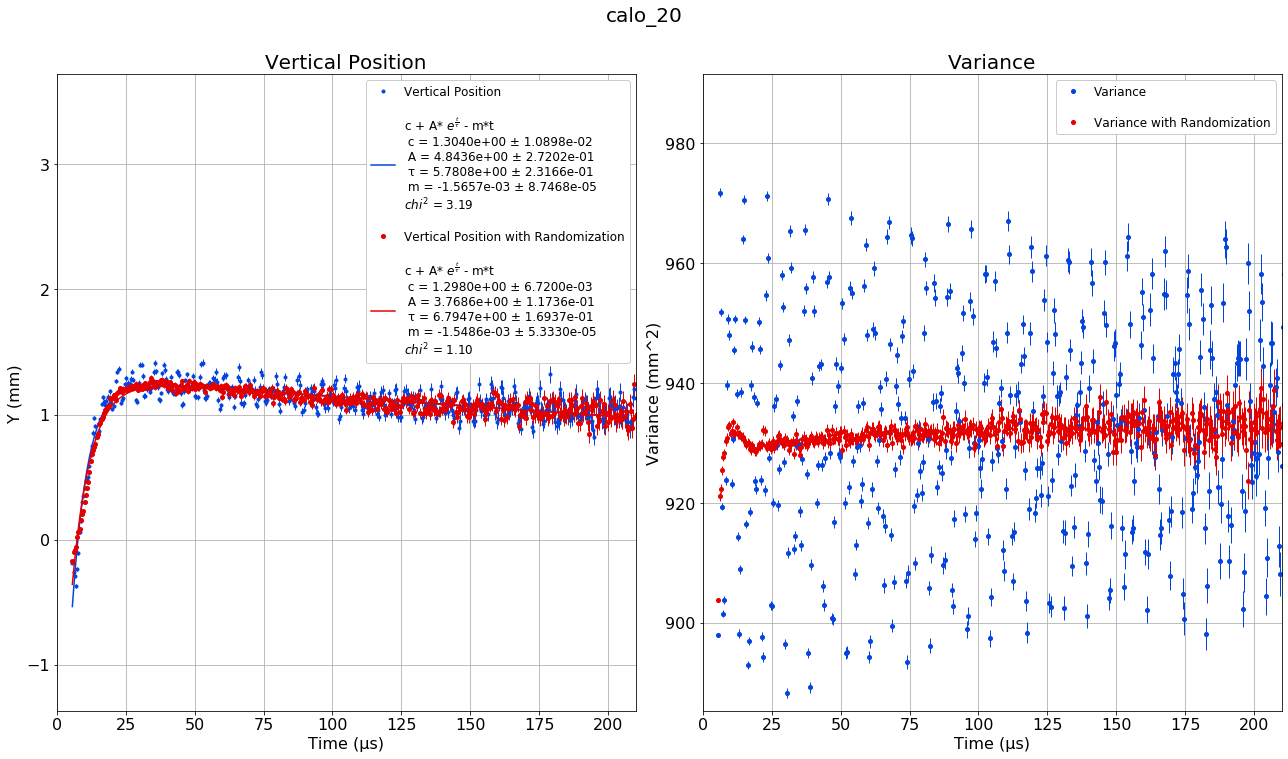 calo_20
Vertical Position
Vertical Position
c + A* e^{t/τ} - m*t
c = 1.3040e+00 ± 1.0898e-02
A = 4.8436e+00 ± 2.7202e-01
τ = 5.7808e+00 ± 2.3166e-01
m = -1.5657e-03 ± 8.7468e-05
chi² = 3.19
Vertical Position with Randomization
c + A* e^{t/τ} - m*t
c = 1.2980e+00 ± 6.7200e-03
A = 3.7686e+00 ± 1.1736e-01
τ = 6.7947e+00 ± 1.6937e-01
m = -1.5486e-03 ± 5.3330e-05
chi² = 1.10
Y (mm)
3
2
1
0
−1
0 25 50 75 100 125 150 175 200
Time (μs)
Variance
Variance
Variance with Randomization
Variance (mm^2)
980
960
940
920
900
0 25 50 75 100 125 150 175 200
Time (μs)